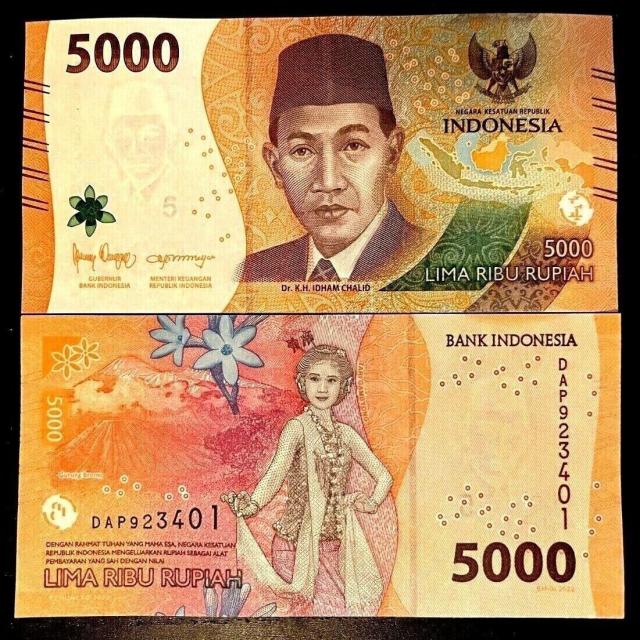 5000
NEGARA KESATUAN REPUBLIK
INDONESIA
5
GUBERNUR
BANK INDONESIA
MENTERI KEUANGAN
REPUBLIK INDONESIA
5000
LIMA RIBU RUPIAH
Dr. K.H. IDHAM CHALID
BANK INDONESIA
DAP923401
5000
Gunung Bromo
DAP923401
DENGAN RAHMAT TUHAN YANG MAHA ESA, NEGARA KESATUAN
REPUBLIK INDONESIA MENGELUARKAN RUPIAH SEBAGAI ALAT
PEMBAYARAN YANG SAH DENGAN NILAI
LIMA RIBU RUPIAH
5000